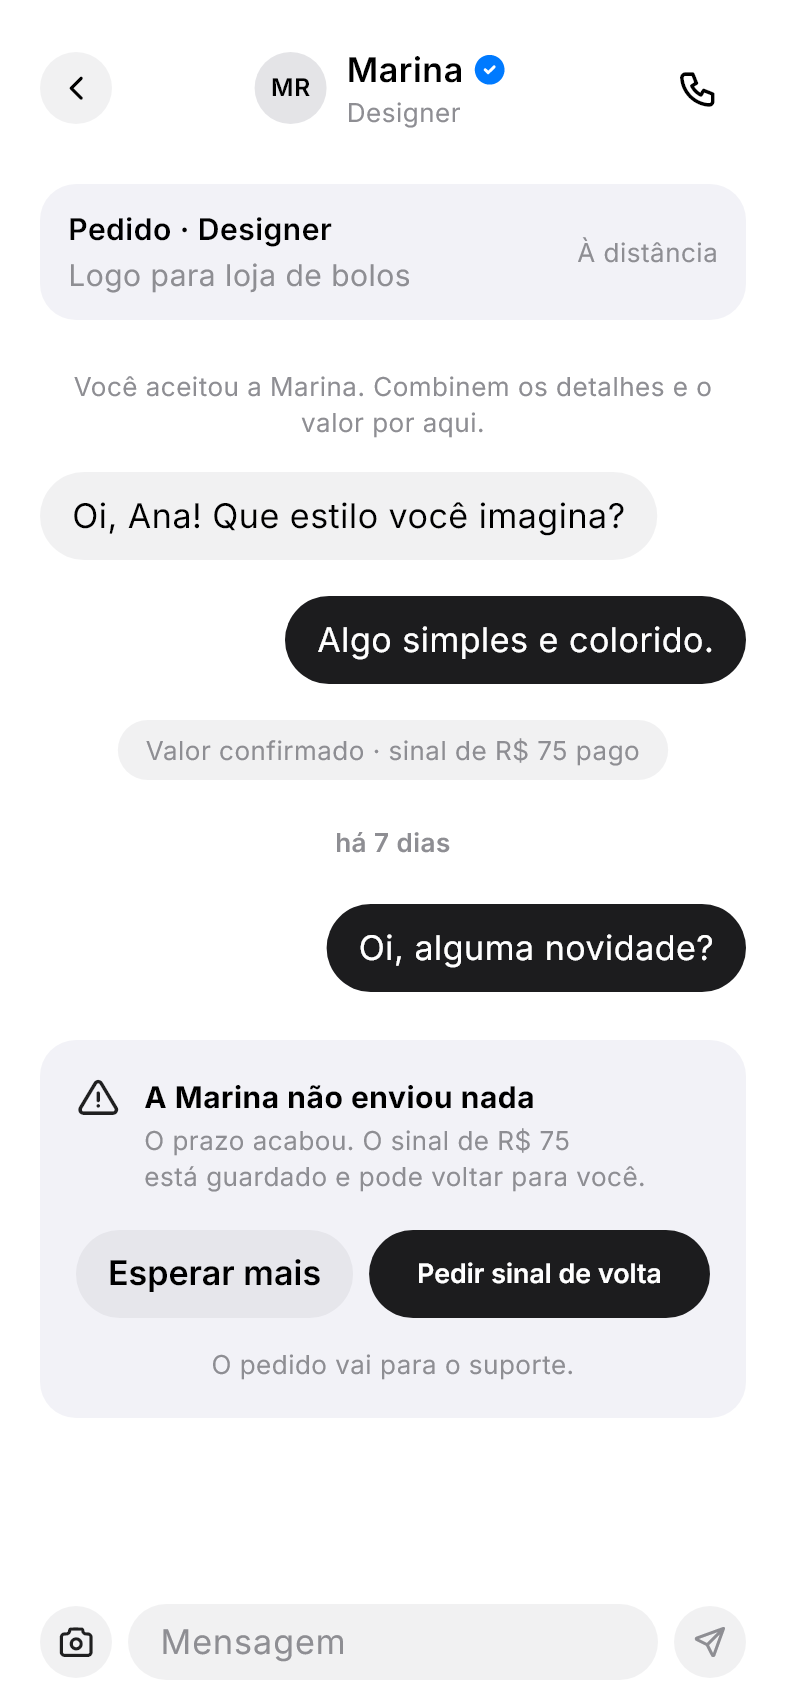 MR
Marina
Designer
Pedido · Designer
Logo para loja de bolos
À distância
Você aceitou a Marina. Combinem os detalhes e o
valor por aqui.
Oi, Ana! Que estilo você imagina?
Algo simples e colorido.
Valor confirmado · sinal de R$ 75 pago
há 7 dias
Oi, alguma novidade?
A Marina não enviou nada
O prazo acabou. O sinal de R$ 75
está guardado e pode voltar para você.
Esperar mais
Pedir sinal de volta
O pedido vai para o suporte.
Mensagem